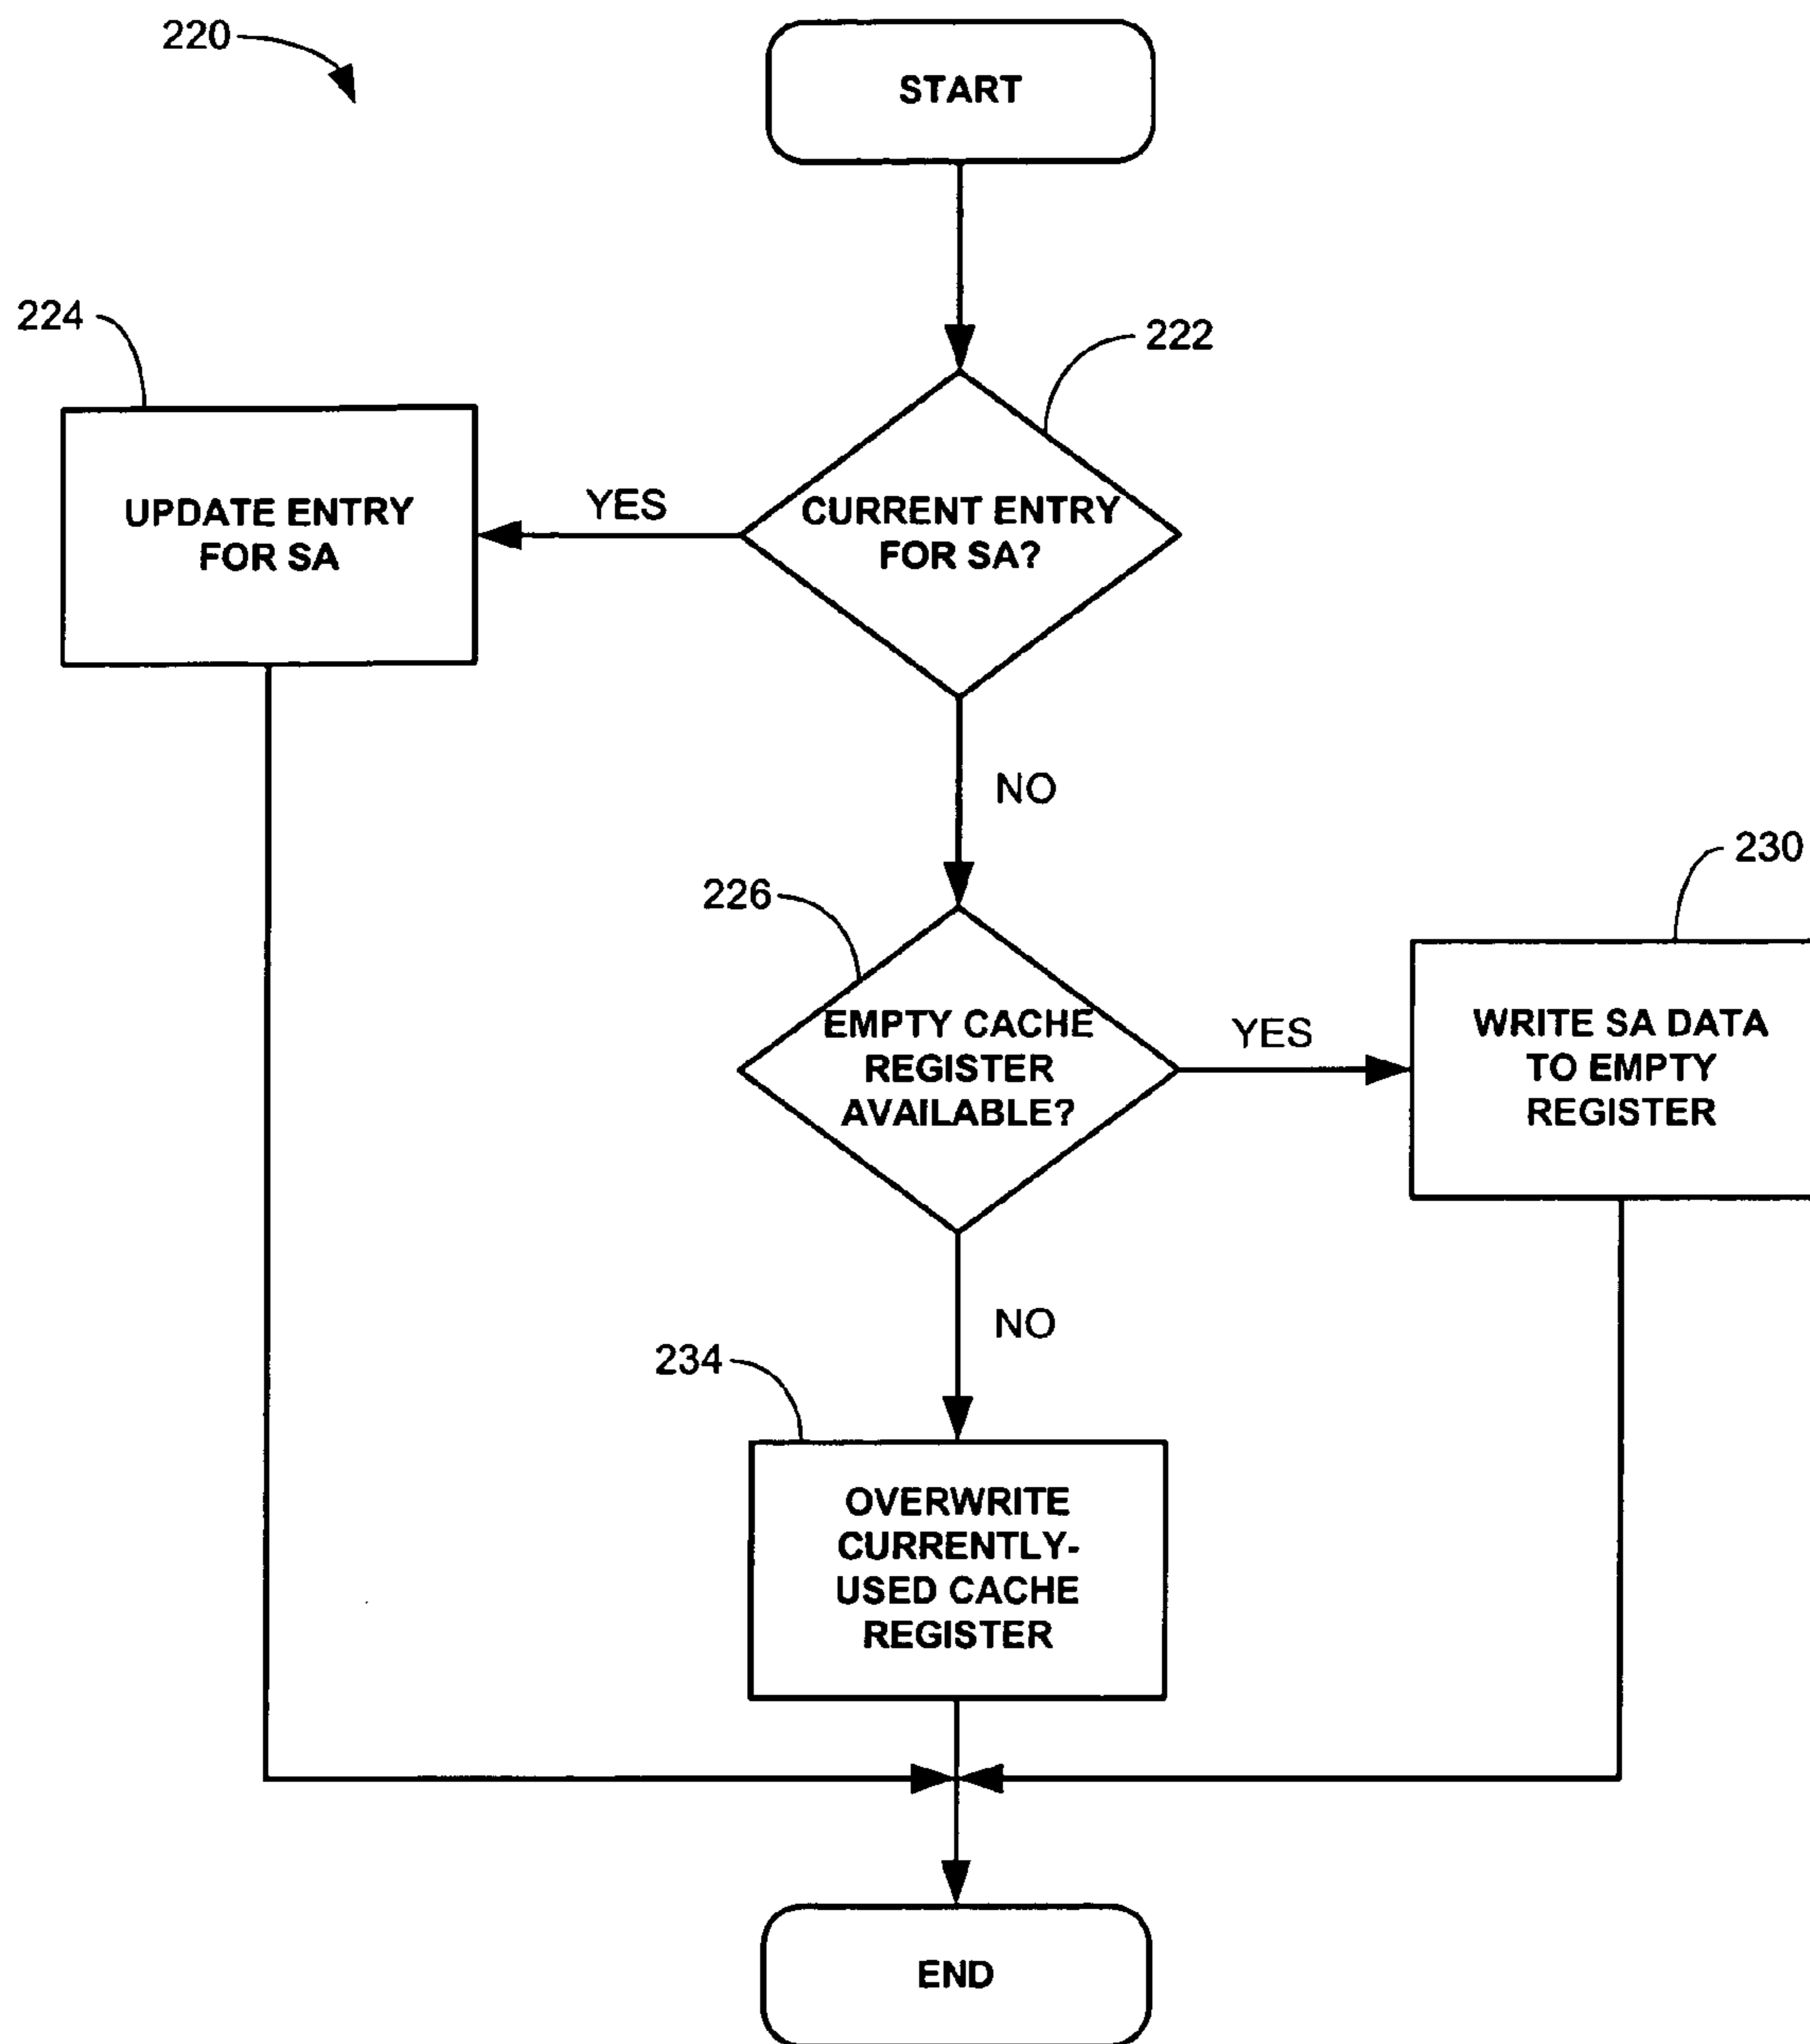 220
START
224
222
UPDATE ENTRY
FOR SA
YES
CURRENT ENTRY
FOR SA?
NO
230
226
EMPTY CACHE
REGISTER
AVAILABLE?
YES
WRITE SA DATA
TO EMPTY
REGISTER
NO
234
OVERWRITE
CURRENTLY-
USED CACHE
REGISTER
END